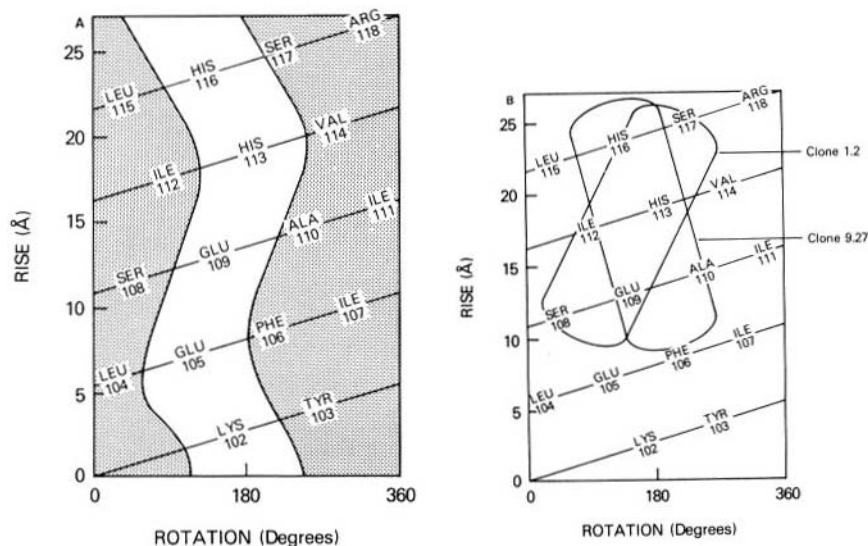 A
ARG
118
25
SER
117
HIS
116
LEU
115
20
VAL
114
HIS
113
ILE
112
15
ILE
111
ALA
110
GLU
109
SER
108
10
ILE
107
PHE
106
GLU
105
LEU
104
5
TYR
103
LYS
102
0
0 180 360
RISE (Å)
ROTATION (Degrees)
B
ARG
118
25
SER
117
HIS
116
LEU
115
Clone 1.2
20
VAL
114
HIS
113
ILE
112
Clone 9.27
15
ILE
111
ALA
110
GLU
109
SER
108
10
ILE
107
PHE
106
GLU
105
LEU
104
5
TYR
103
LYS
102
0
0 180 360
RISE (Å)
ROTATION (Degrees)